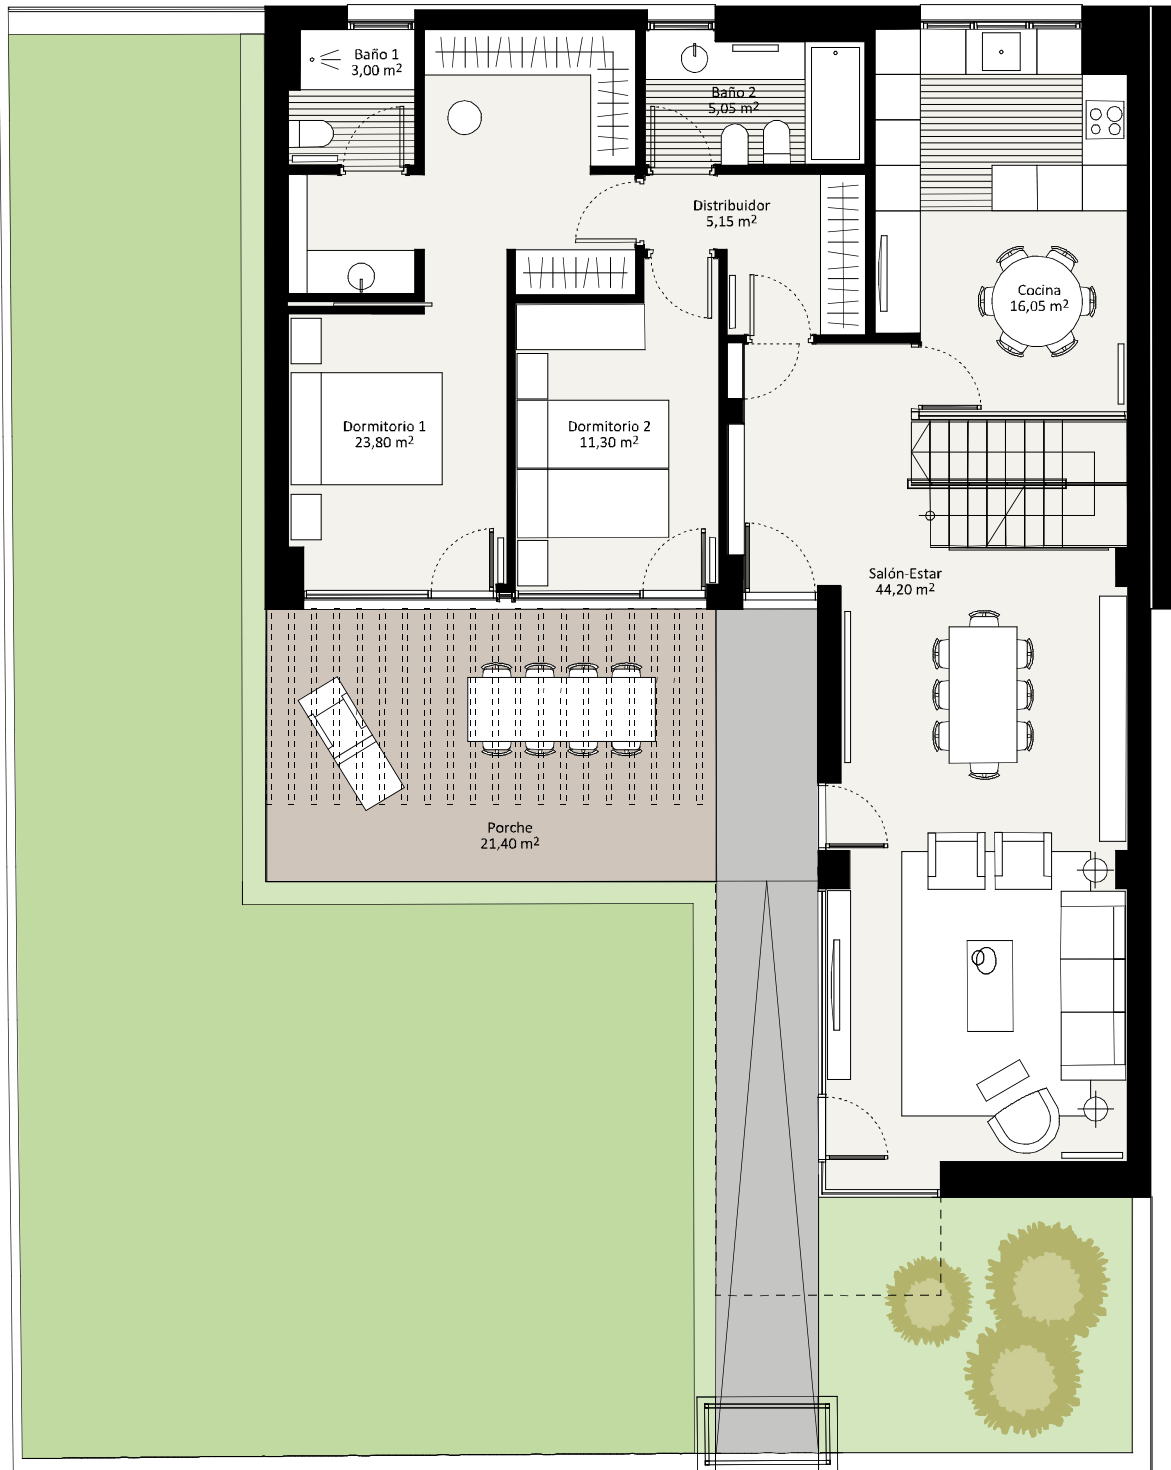 Baño 1
3,00 m²
Baño 2
5,05 m²
Distribuidor
5,15 m²
Cocina
16,05 m²
Dormitorio 1
23,80 m²
Dormitorio 2
11,30 m²
Salón-Estar
44,20 m²
Porche
21,40 m²